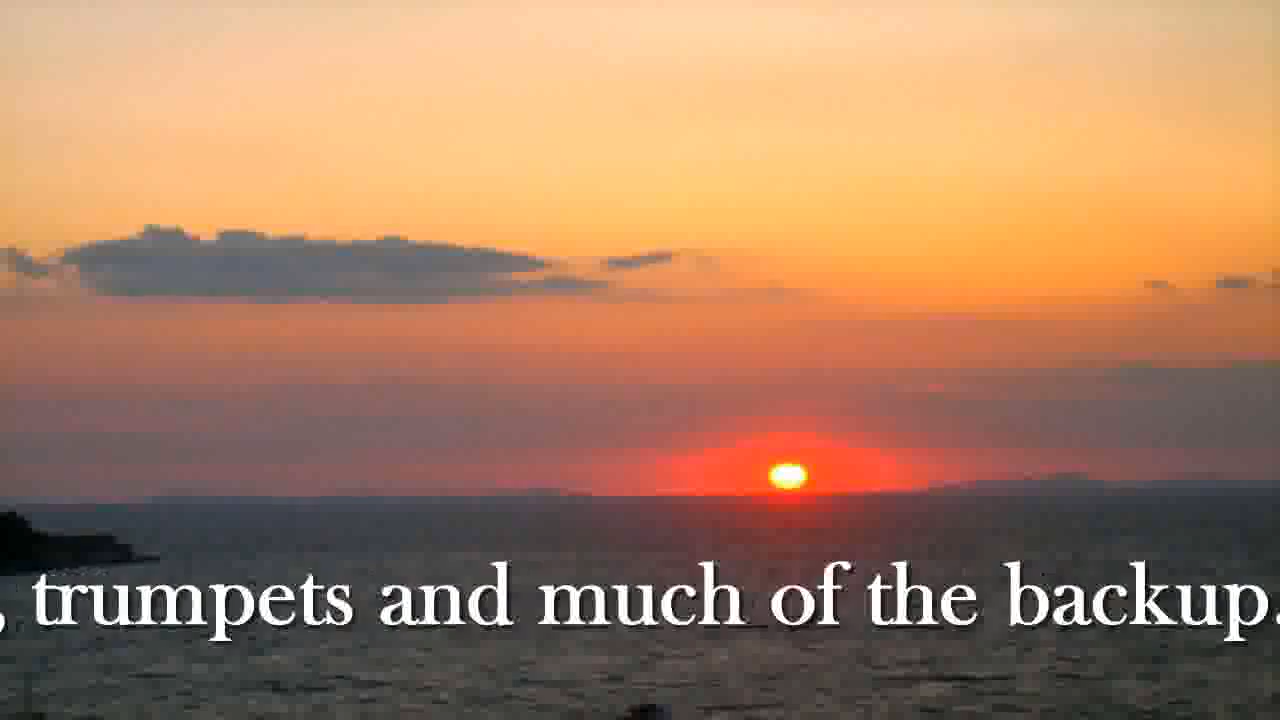 , trumpets and much of the backup.